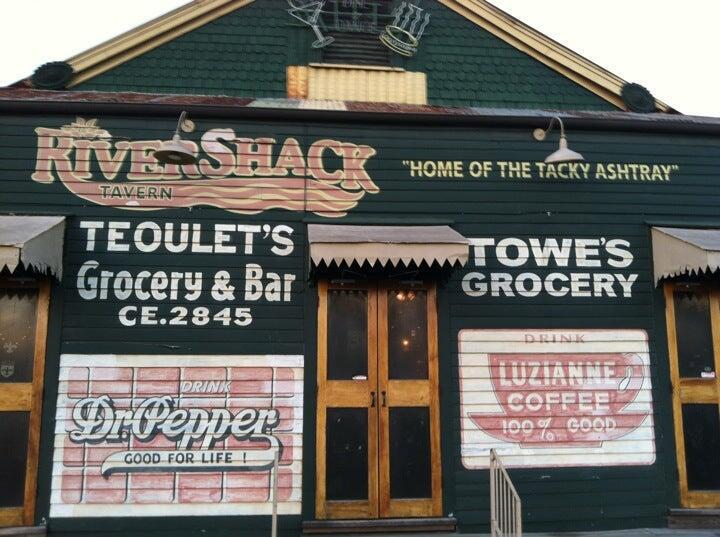 RIVERSHACK
TAVERN
"HOME OF THE TACKY ASHTRAY"
TEOULET'S
Grocery & Bar
CE.2845
TOWE'S
GROCERY
DRINK
Dr. Pepper
GOOD FOR LIFE !
DRINK
LUZIANNE
COFFEE
100% GOOD